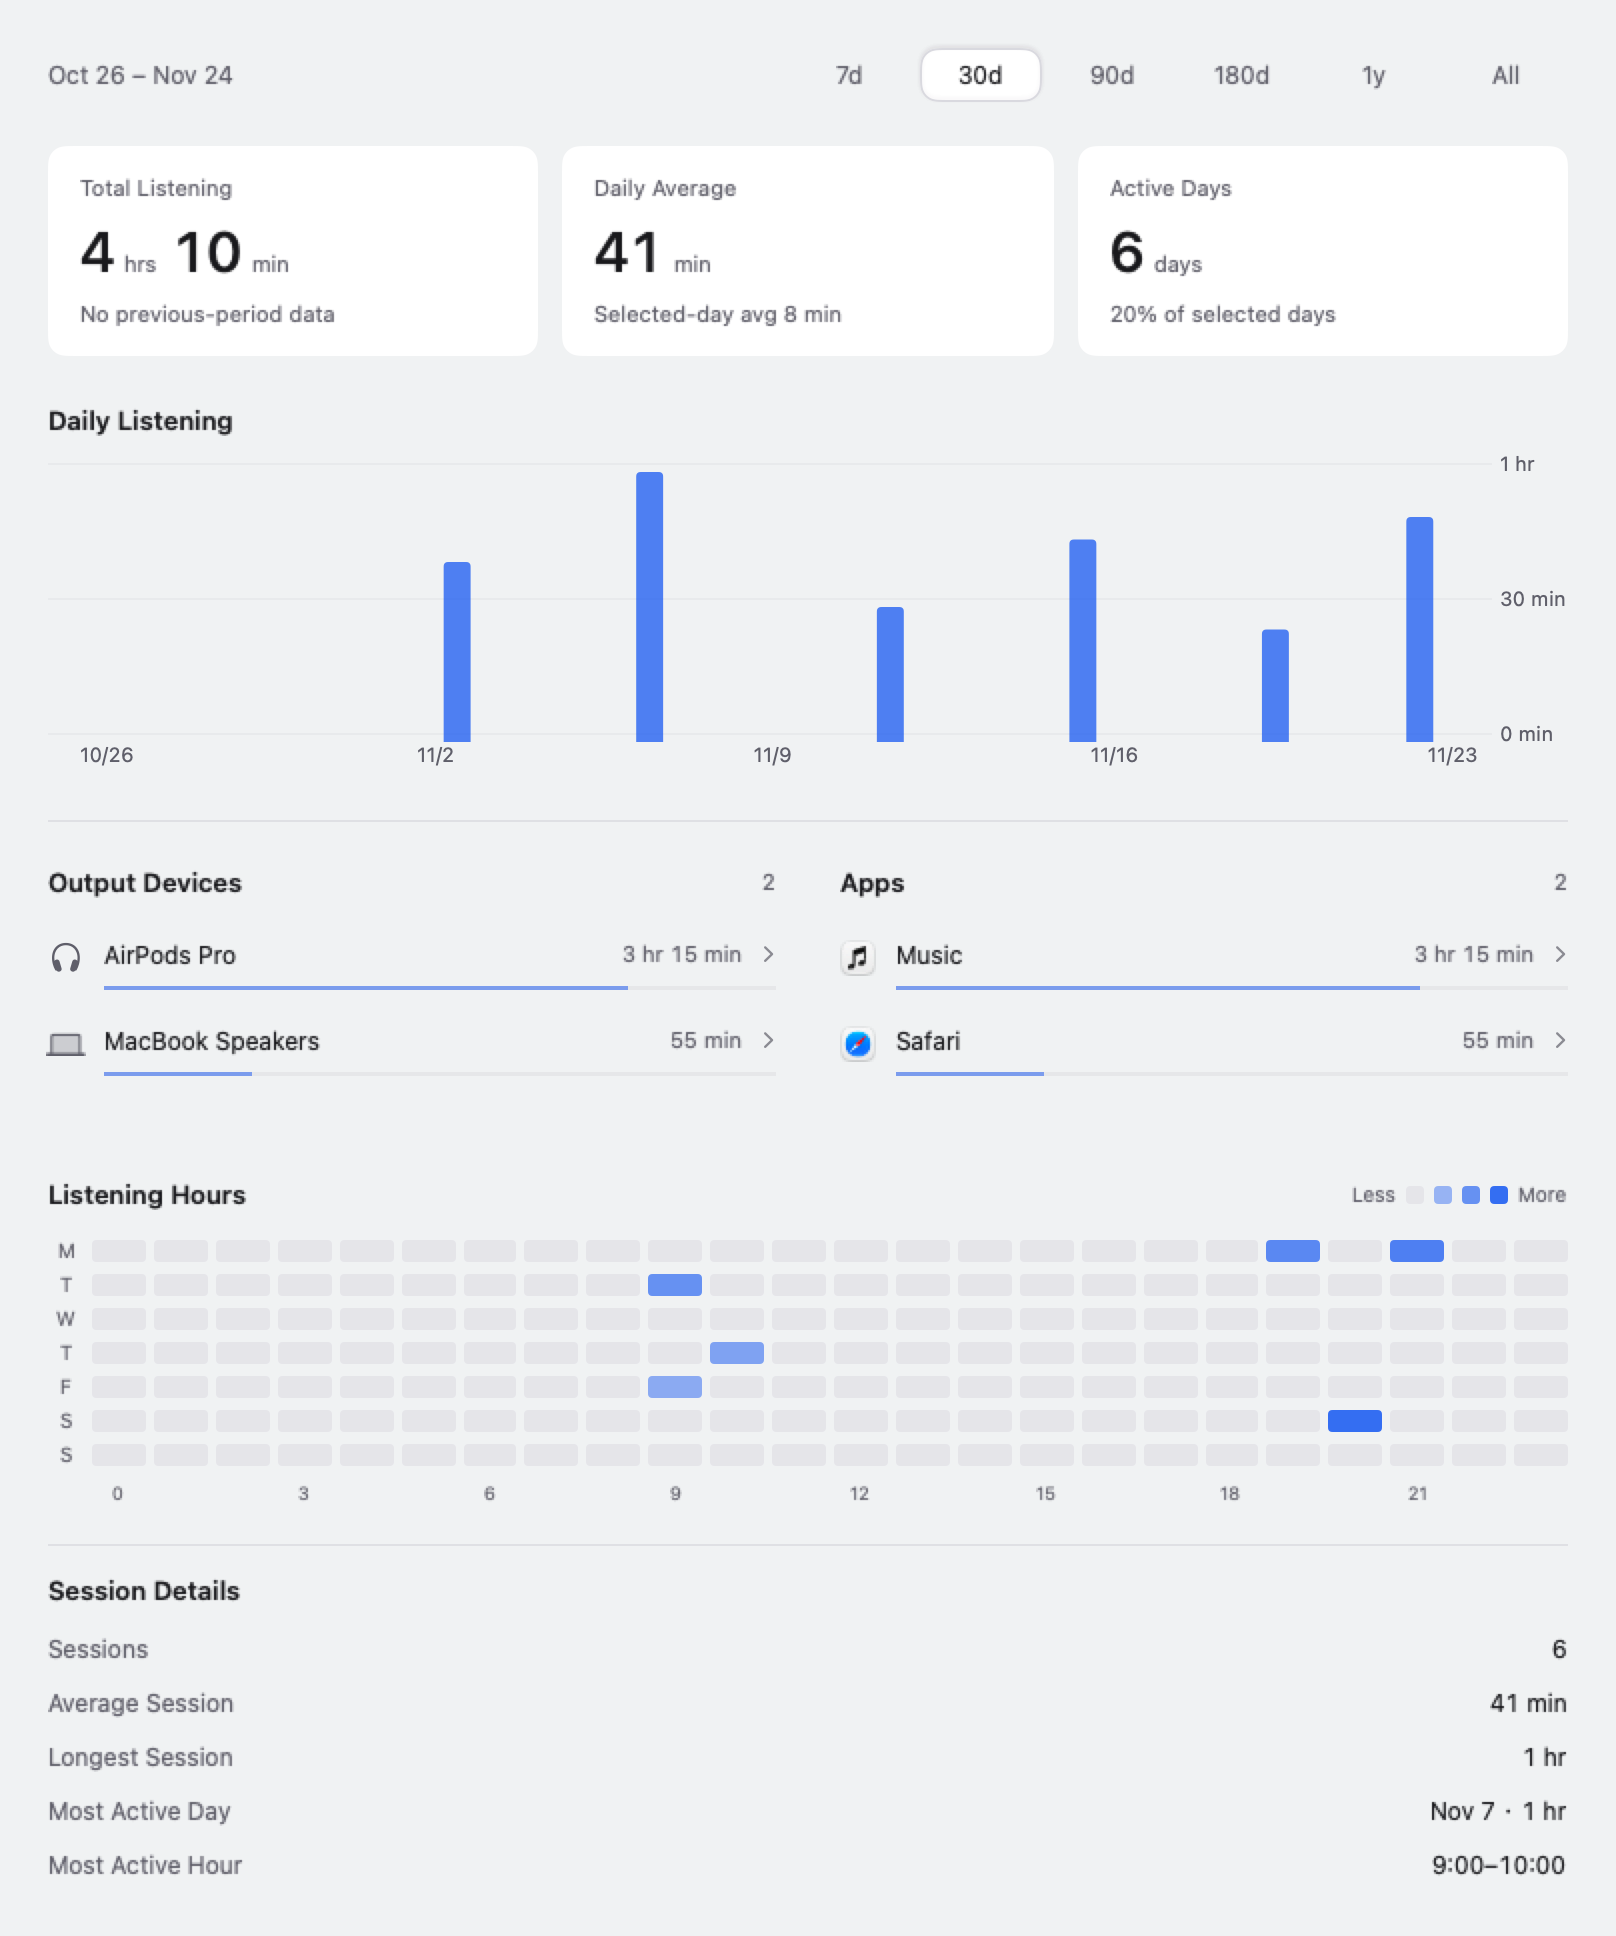 Oct 26 – Nov 24
7d 30d 90d 180d 1y All
Total Listening
4 hrs 10 min
No previous-period data
Daily Average
41 min
Selected-day avg 8 min
Active Days
6 days
20% of selected days
Daily Listening
1 hr
30 min
0 min
10/26 11/2 11/9 11/16 11/23
Output Devices 2
AirPods Pro 3 hr 15 min
MacBook Speakers 55 min
Apps 2
Music 3 hr 15 min
Safari 55 min
Listening Hours
Less More
M
T
W
T
F
S
S
0 3 6 9 12 15 18 21
Session Details
Sessions 6
Average Session 41 min
Longest Session 1 hr
Most Active Day Nov 7 · 1 hr
Most Active Hour 9:00–10:00